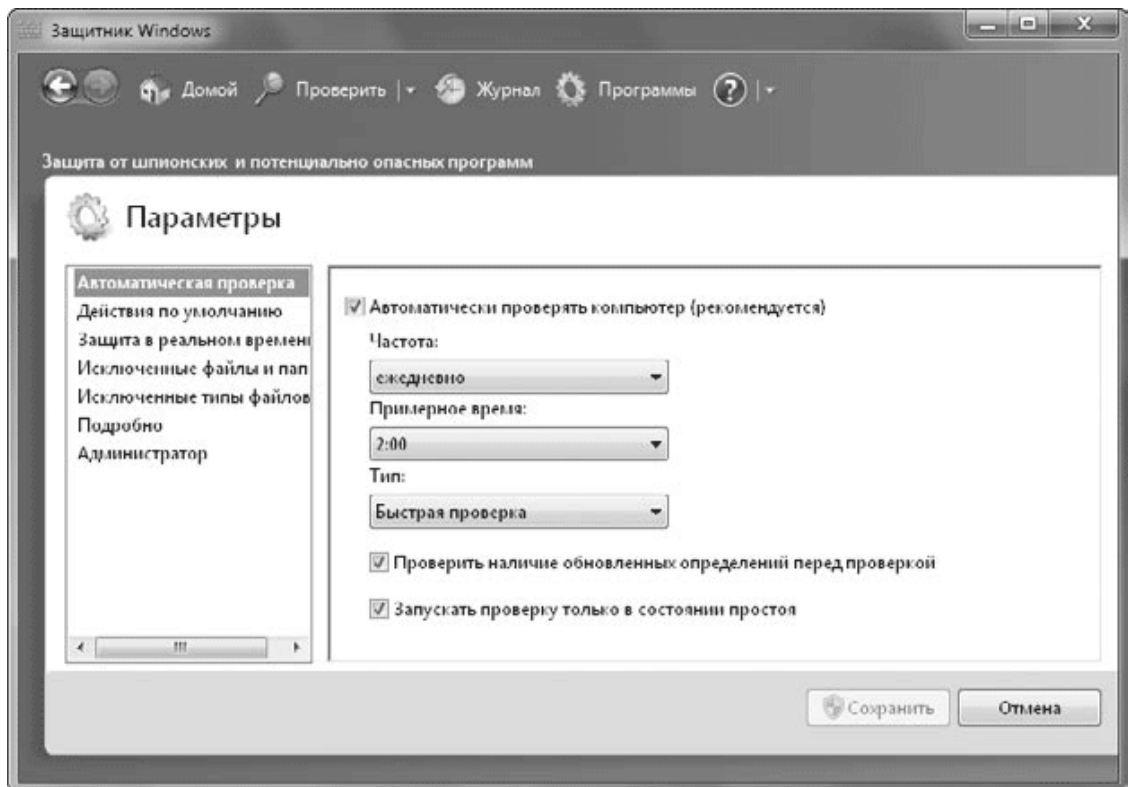 Защитник Windows
Домой Проверить Журнал Программы ?
Защита от шпионских и потенциально опасных программ
Параметры
Автоматическая проверка
Действия по умолчанию
Защита в реальном времени
Исключенные файлы и пап
Исключенные типы файлов
Подробно
Администратор
Автоматически проверять компьютер (рекомендуется)
Частота:
ежедневно
Примерное время:
2:00
Тип:
Быстрая проверка
Проверить наличие обновленных определений перед проверкой
Запускать проверку только в состоянии простоя
Сохранить Отмена